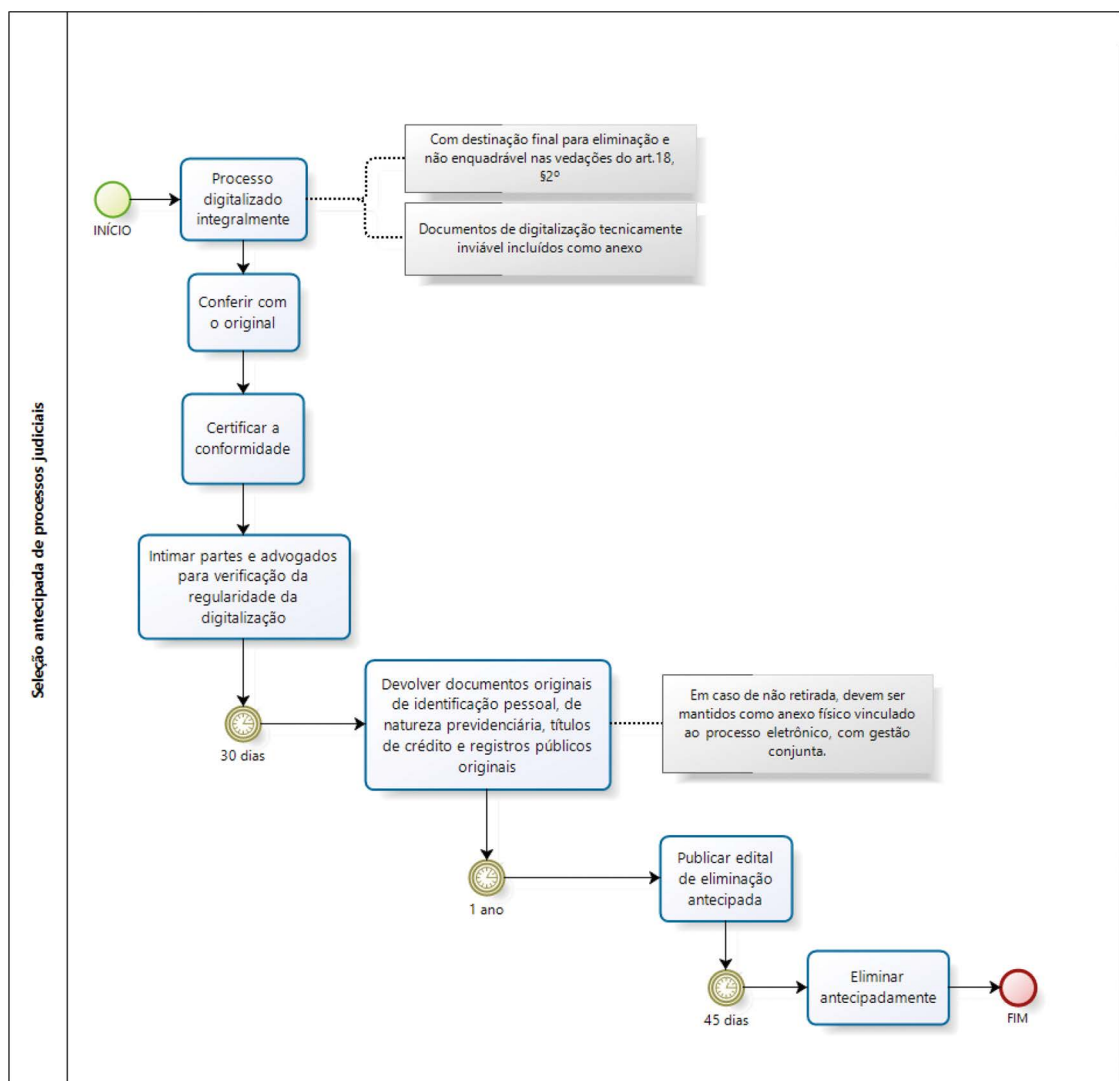 Seleção antecipada de processos judiciais
INÍCIO
Processo
digitalizado
integralmente
Com destinação final para eliminação e
não enquadrável nas vedações do art.18,
§2º
Documentos de digitalização tecnicamente
inviável incluídos como anexo
Conferir com
o original
Certificar a
conformidade
Intimar partes e advogados
para verificação da
regularidade da
digitalização
30 dias
Devolver documentos originais
de identificação pessoal, de
natureza previdenciária, títulos
de crédito e registros públicos
originais
Em caso de não retirada, devem ser
mantidos como anexo físico vinculado
ao processo eletrônico, com gestão
conjunta.
1 ano
Publicar edital
de eliminação
antecipada
45 dias
Eliminar
antecipadamente
FIM